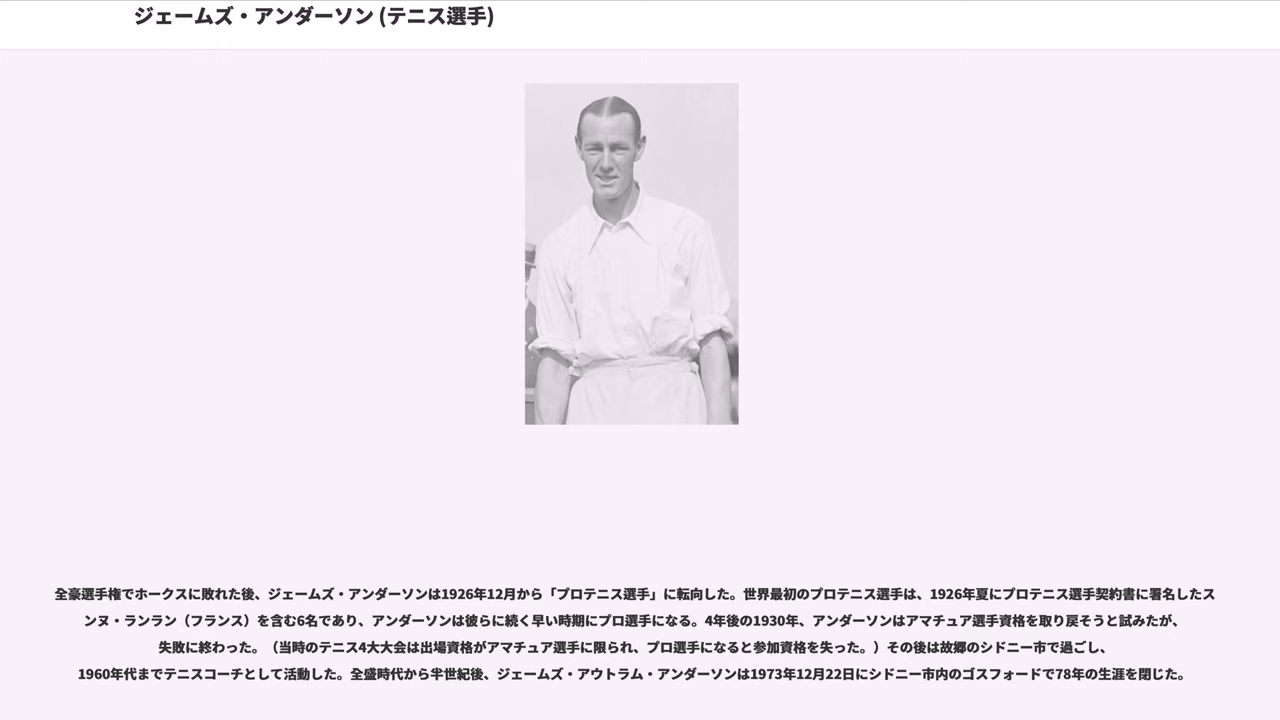 ジェームズ・アンダーソン (テニス選手)
全豪選手権でホークスに敗れた後、ジェームズ・アンダーソンは1926年12月から「プロテニス選手」に転向した。世界最初のプロテニス選手は、1926年夏にプロテニス選手契約書に署名したス
ンヌ・ランラン（フランス）を含む6名であり、アンダーソンは彼らに続く早い時期にプロ選手になる。4年後の1930年、アンダーソンはアマチュア選手資格を取り戻そうと試みたが、
失敗に終わった。（当時のテニス4大大会は出場資格がアマチュア選手に限られ、プロ選手になると参加資格を失った。）その後は故郷のシドニー市で過ごし、
1960年代までテニスコーチとして活動した。全盛時代から半世紀後、ジェームズ・アウトラム・アンダーソンは1973年12月22日にシドニー市内のゴスフォードで78年の生涯を閉じた。